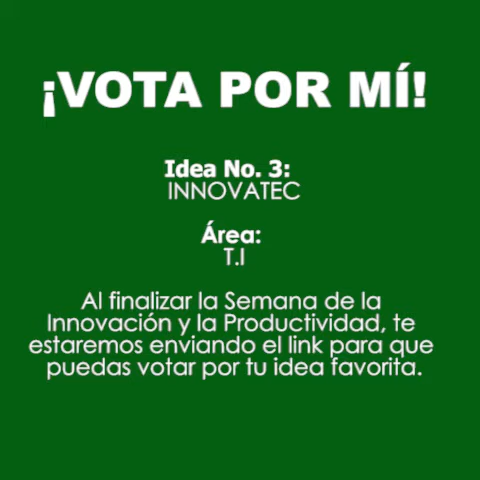 ¡VOTA POR MÍ!
Idea No. 3:
INNOVATEC
Área:
T.I
Al finalizar la Semana de la
Innovación y la Productividad, te
estaremos enviando el link para que
puedas votar por tu idea favorita.